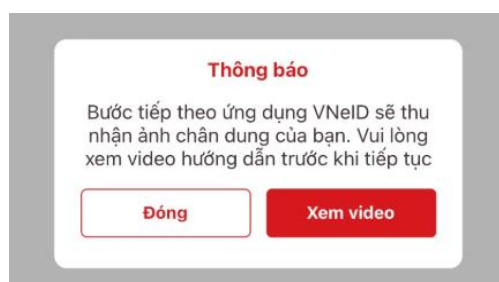 Thông báo
Bước tiếp theo ứng dụng VNeID sẽ thu
nhận ảnh chân dung của bạn. Vui lòng
xem video hướng dẫn trước khi tiếp tục
Đóng
Xem video